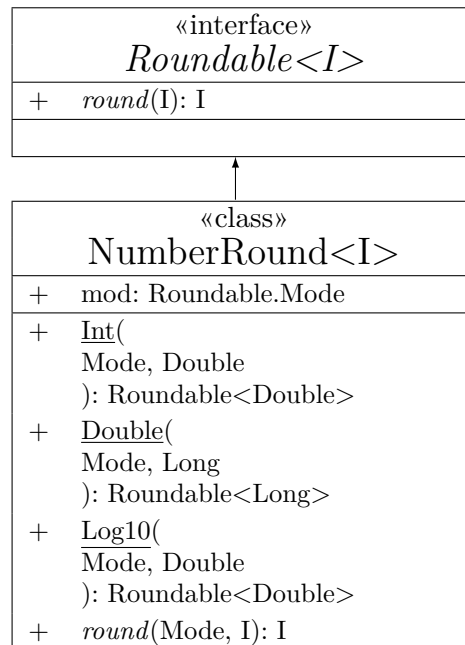 «interface»
Roundable<I>
+ round(I): I
«class»
NumberRound<I>
+ mod: Roundable.Mode
+ Int(
Mode, Double
): Roundable<Double>
+ Double(
Mode, Long
): Roundable<Long>
+ Log10(
Mode, Double
): Roundable<Double>
+ round(Mode, I): I